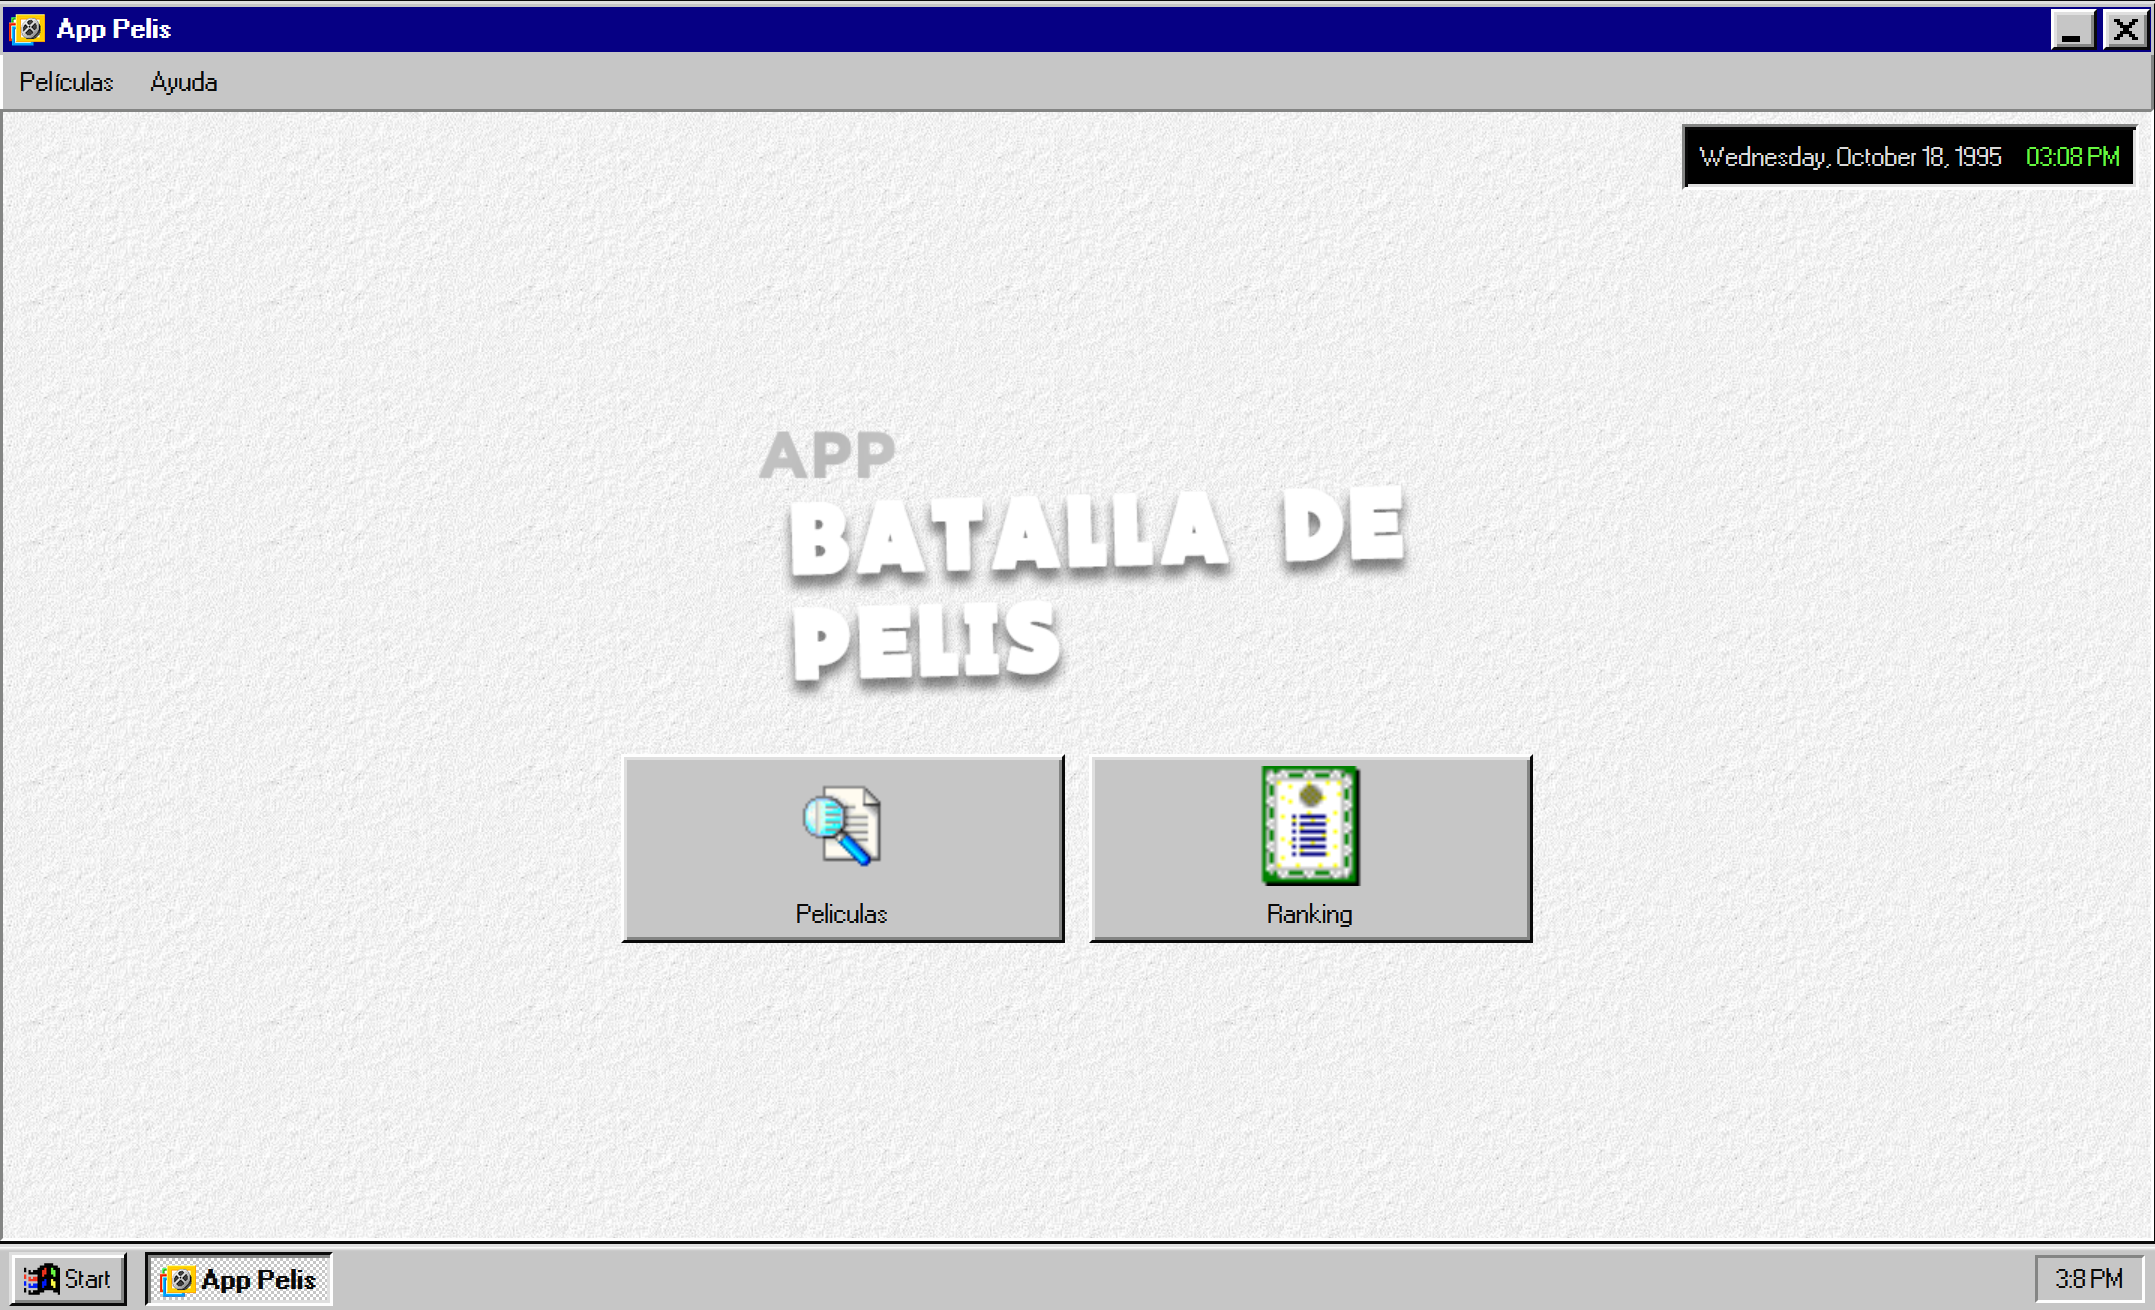 App Pelis
Películas Ayuda
Wednesday, October 18, 1995 03:08 PM
APP
BATALLA DE
PELIS
Peliculas
Ranking
Start
App Pelis
3:8 PM